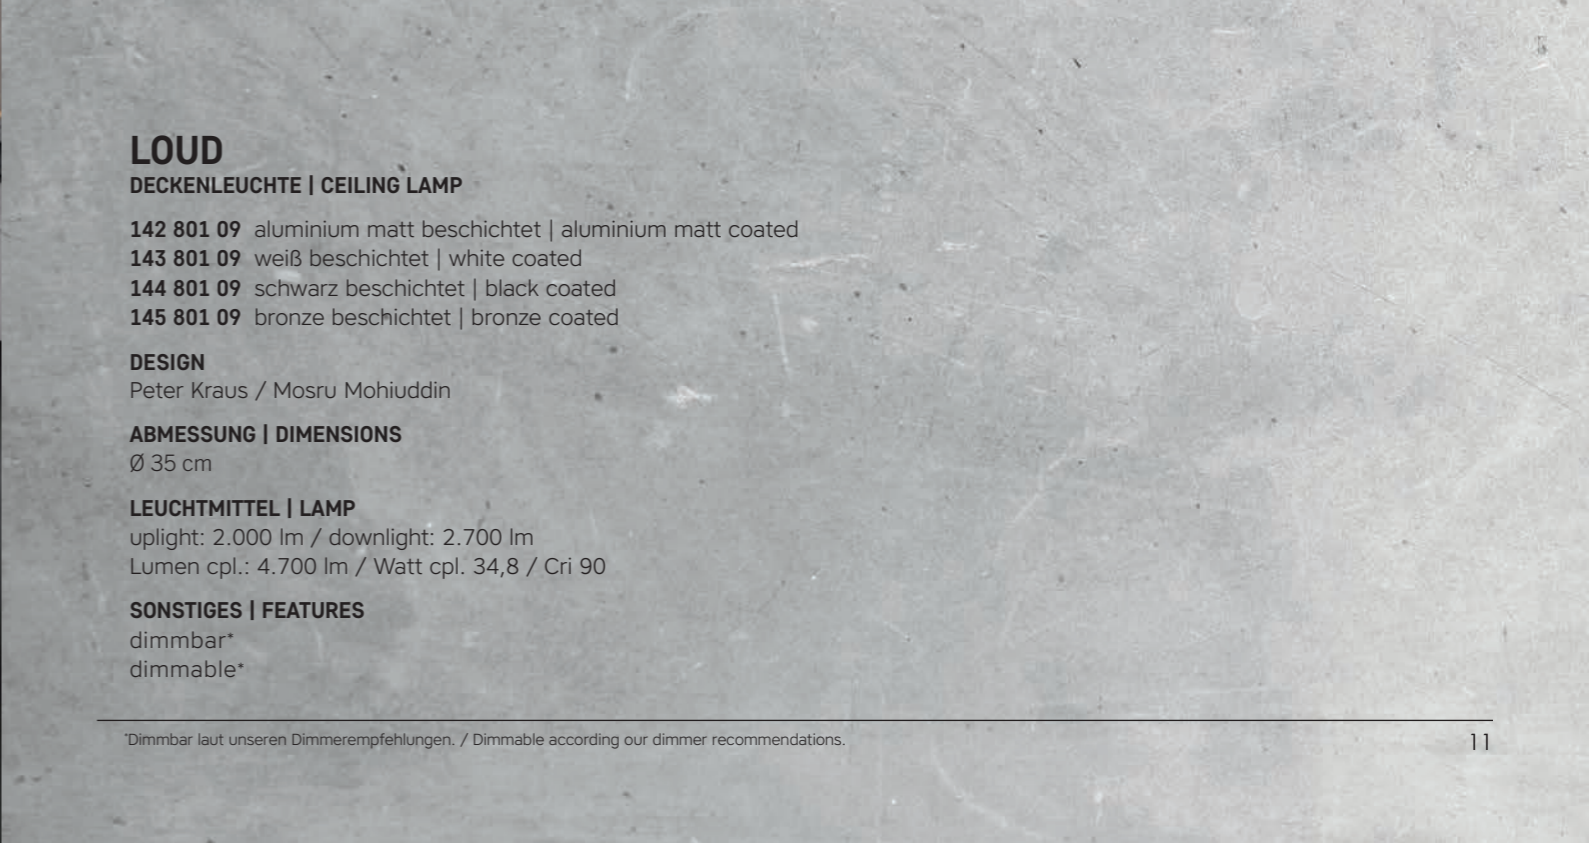 LOUD
DECKENLEUCHTE | CEILING LAMP
142 801 09 aluminium matt beschichtet | aluminium matt coated
143 801 09 weiß beschichtet | white coated
144 801 09 schwarz beschichtet | black coated
145 801 09 bronze beschichtet | bronze coated
DESIGN
Peter Kraus / Mosru Mohiuddin
ABMESSUNG | DIMENSIONS
Ø 35 cm
LEUCHTMITTEL | LAMP
uplight: 2.000 lm / downlight: 2.700 lm
Lumen cpl.: 4.700 lm / Watt cpl. 34,8 / Cri 90
SONSTIGES | FEATURES
dimmbar*
dimmable*
*Dimmbar laut unseren Dimmerempfehlungen. / Dimmable according our dimmer recommendations.
11